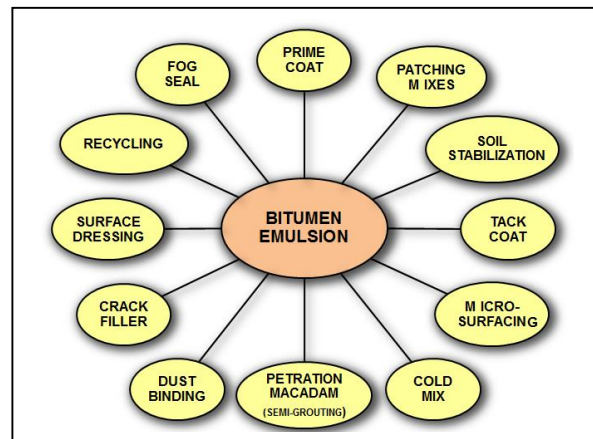 PRIME
COAT
FOG
SEAL
PATCHING
M IXES
RECYCLING
SOIL
STABILIZATION
BITUMEN
EMULSION
SURFACE
DRESSING
TACK
COAT
CRACK
FILLER
M ICRO-
SURFACING
DUST
BINDING
PETRATION
MACADAM
(SEMI-GROUTING)
COLD
MIX